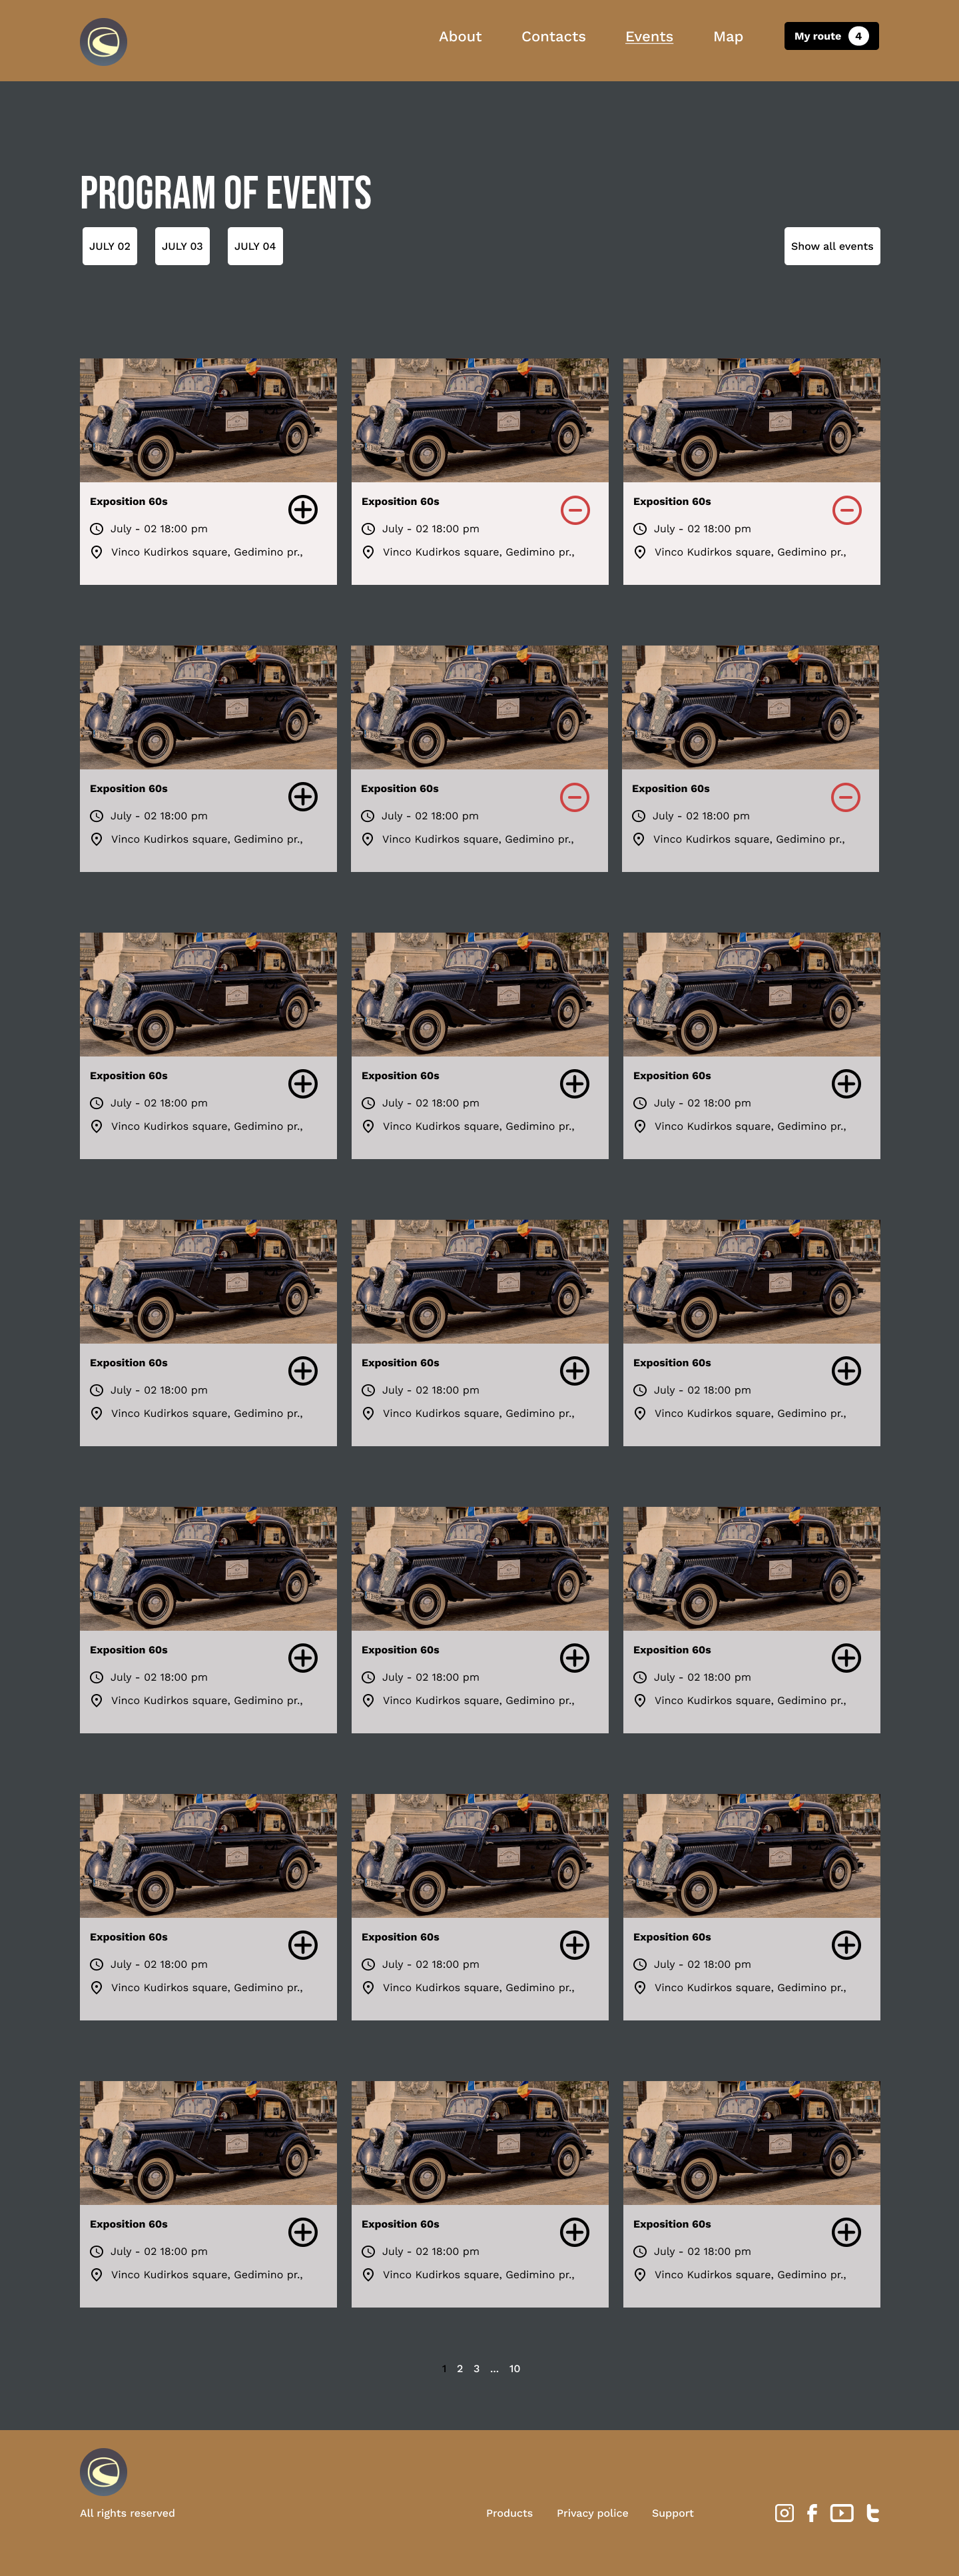 About Contacts Events Map My route 4
PROGRAM OF EVENTS
JULY 02 JULY 03 JULY 04 Show all events
Exposition 60s Exposition 60s Exposition 60s
July - 02 18:00 pm July - 02 18:00 pm July - 02 18:00 pm
Vinco Kudirkos square, Gedimino pr., Vinco Kudirkos square, Gedimino pr., Vinco Kudirkos square, Gedimino pr.,
Exposition 60s Exposition 60s Exposition 60s
July - 02 18:00 pm July - 02 18:00 pm July - 02 18:00 pm
Vinco Kudirkos square, Gedimino pr., Vinco Kudirkos square, Gedimino pr., Vinco Kudirkos square, Gedimino pr.,
Exposition 60s Exposition 60s Exposition 60s
July - 02 18:00 pm July - 02 18:00 pm July - 02 18:00 pm
Vinco Kudirkos square, Gedimino pr., Vinco Kudirkos square, Gedimino pr., Vinco Kudirkos square, Gedimino pr.,
Exposition 60s Exposition 60s Exposition 60s
July - 02 18:00 pm July - 02 18:00 pm July - 02 18:00 pm
Vinco Kudirkos square, Gedimino pr., Vinco Kudirkos square, Gedimino pr., Vinco Kudirkos square, Gedimino pr.,
Exposition 60s Exposition 60s Exposition 60s
July - 02 18:00 pm July - 02 18:00 pm July - 02 18:00 pm
Vinco Kudirkos square, Gedimino pr., Vinco Kudirkos square, Gedimino pr., Vinco Kudirkos square, Gedimino pr.,
Exposition 60s Exposition 60s Exposition 60s
July - 02 18:00 pm July - 02 18:00 pm July - 02 18:00 pm
Vinco Kudirkos square, Gedimino pr., Vinco Kudirkos square, Gedimino pr., Vinco Kudirkos square, Gedimino pr.,
Exposition 60s Exposition 60s Exposition 60s
July - 02 18:00 pm July - 02 18:00 pm July - 02 18:00 pm
Vinco Kudirkos square, Gedimino pr., Vinco Kudirkos square, Gedimino pr., Vinco Kudirkos square, Gedimino pr.,
1 2 3 ... 10
All rights reserved Products Privacy police Support